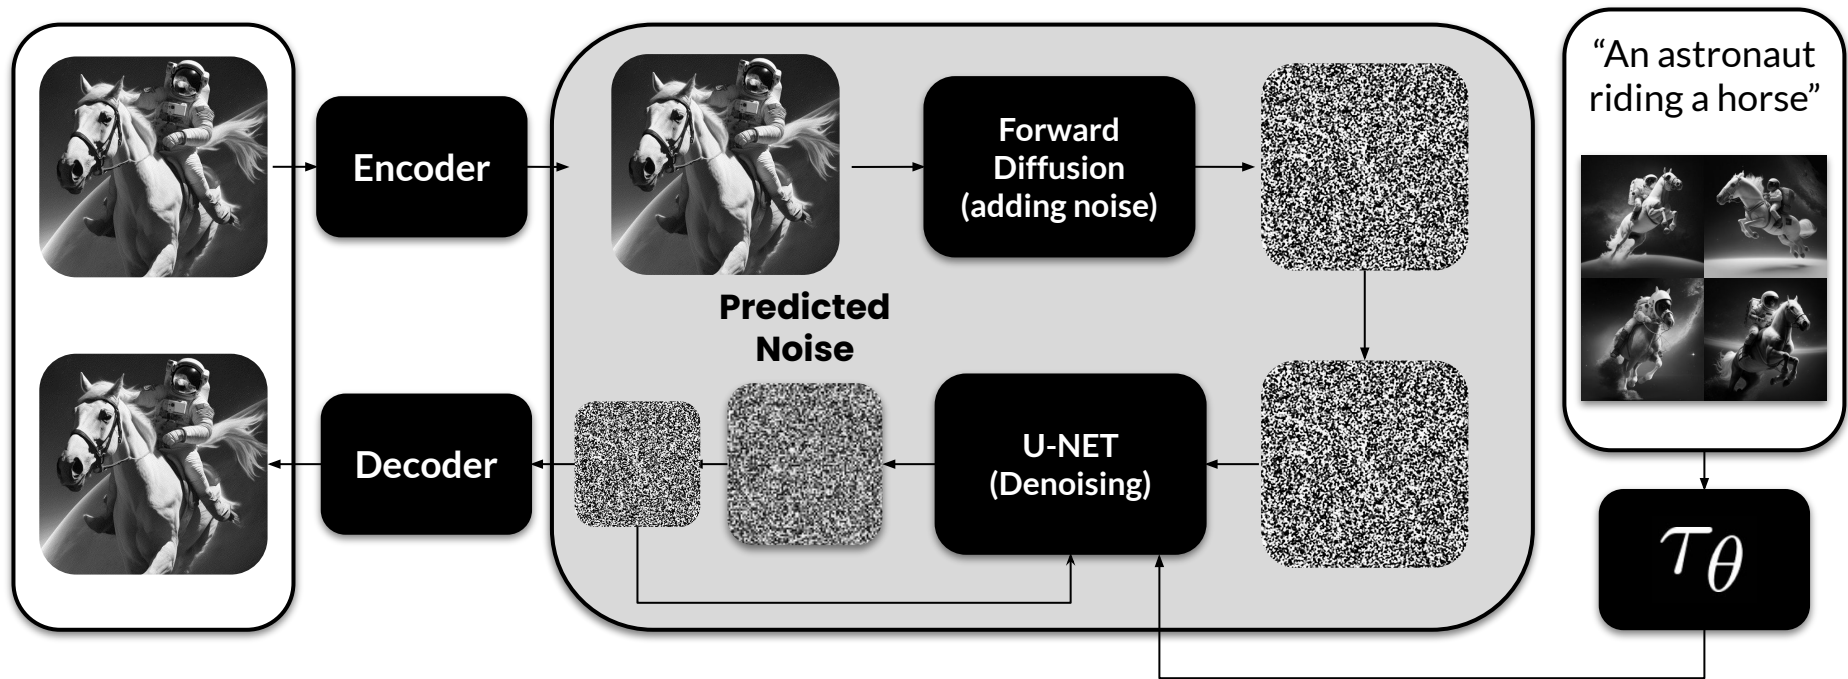 “An astronaut
riding a horse”
Encoder
Forward
Diffusion
(adding noise)
Predicted
Noise
Decoder
U-NET
(Denoising)
τθ